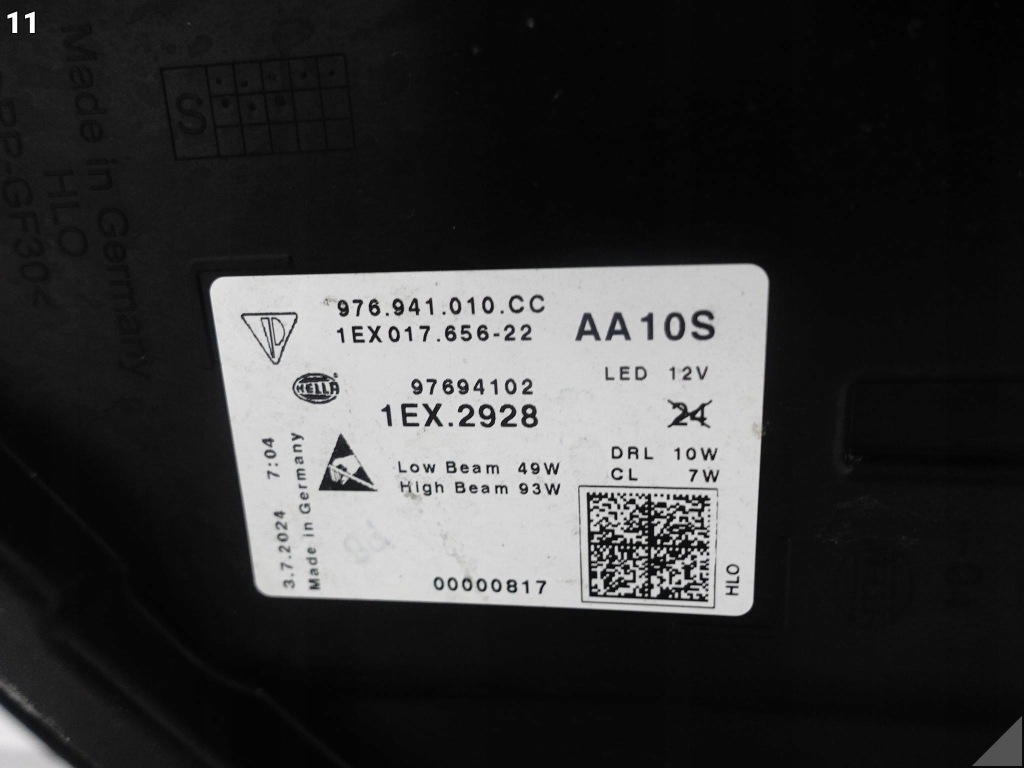 11
Made in Germany
HLO
PP-GF30<
S
976.941.010.CC
1EX017.656-22
AA10S
HELLA
97694102
1EX.2928
LED 12V
24
Low Beam 49W
High Beam 93W
DRL 10W
CL 7W
3.7.2024 7:04
Made in Germany
00000817
HLO